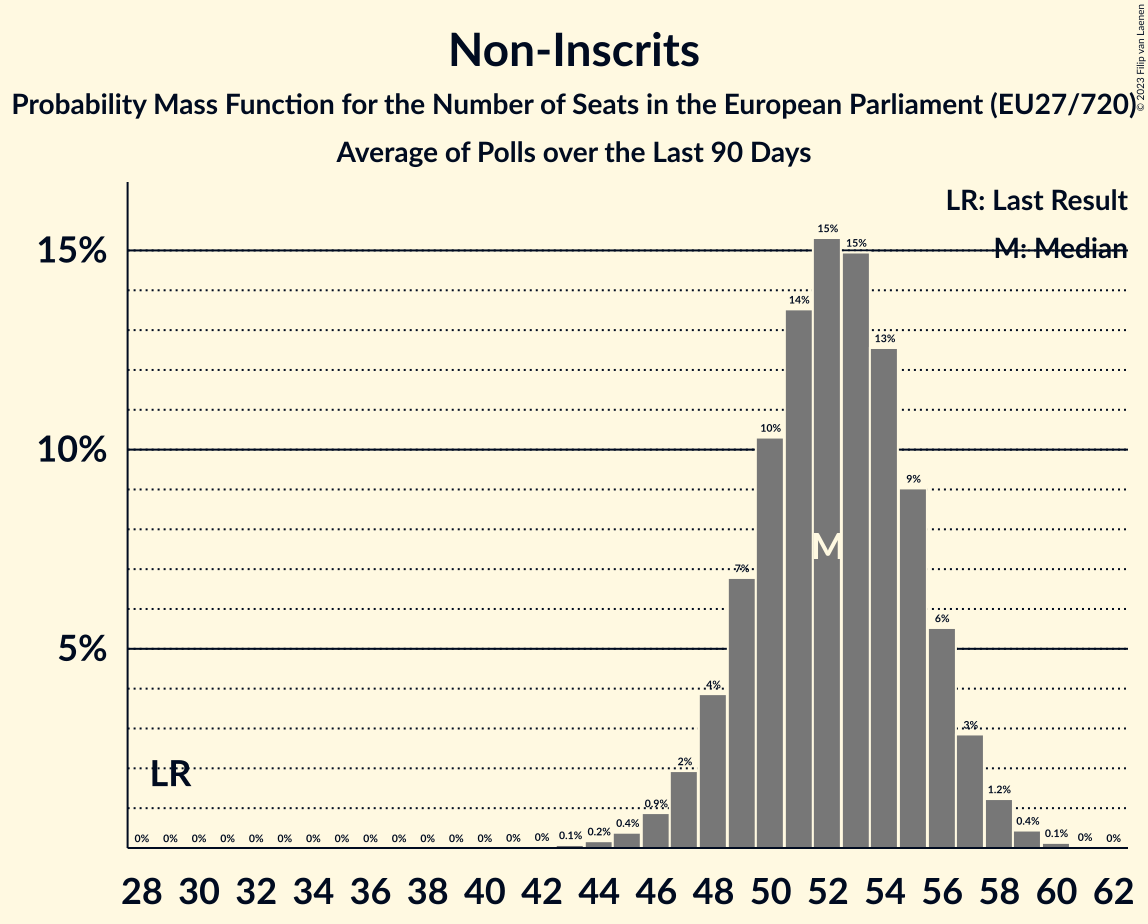 Non-Inscrits
Probability Mass Function for the Number of Seats in the European Parliament (EU27/720)
Average of Polls over the Last 90 Days
© 2023 Filip van Laenen
LR: Last Result
M: Median
15%
10%
5%
0% 0% 0% 0% 0% 0% 0% 0% 0% 0% 0% 0% 0% 0% 0% 0.1% 0.2% 0.4% 0.9% 2% 4% 7% 10% 14% 15% 15% 13% 9% 6% 3% 1.2% 0.4% 0.1% 0% 0%
M
LR
28 30 32 34 36 38 40 42 44 46 48 50 52 54 56 58 60 62